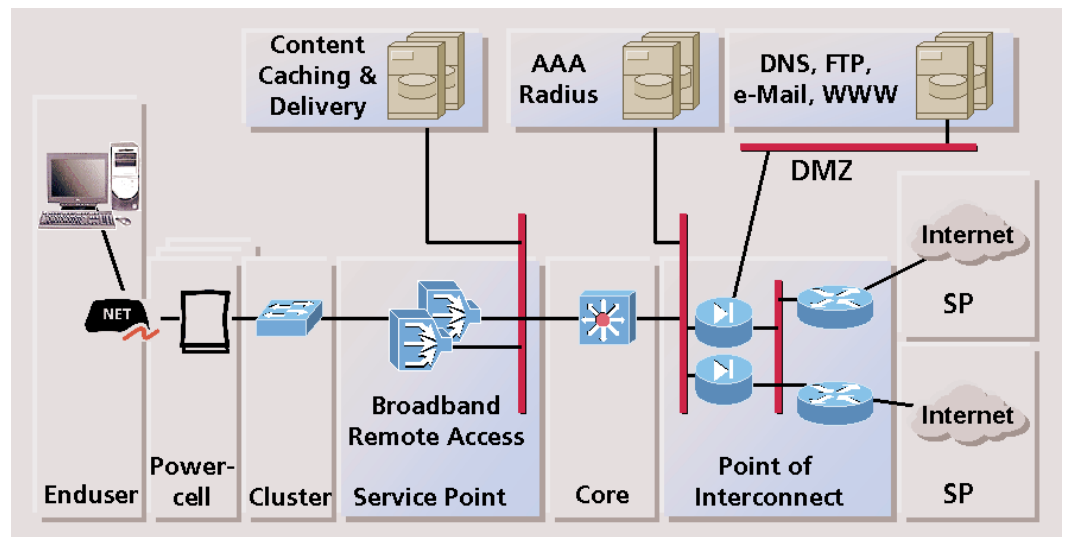 Content
Caching &
Delivery
AAA
Radius
DNS, FTP,
e-Mail, WWW
DMZ
Internet
SP
NET
Broadband
Remote Access
Internet
SP
Enduser
Power-
cell
Cluster
Service Point
Core
Point of
Interconnect